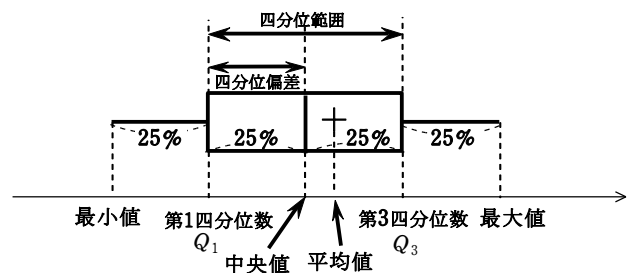 四分位範囲
四分位偏差
25% 25% 25% 25%
最小値 第1四分位数 第3四分位数 最大値
Q1 Q3
中央値 平均値